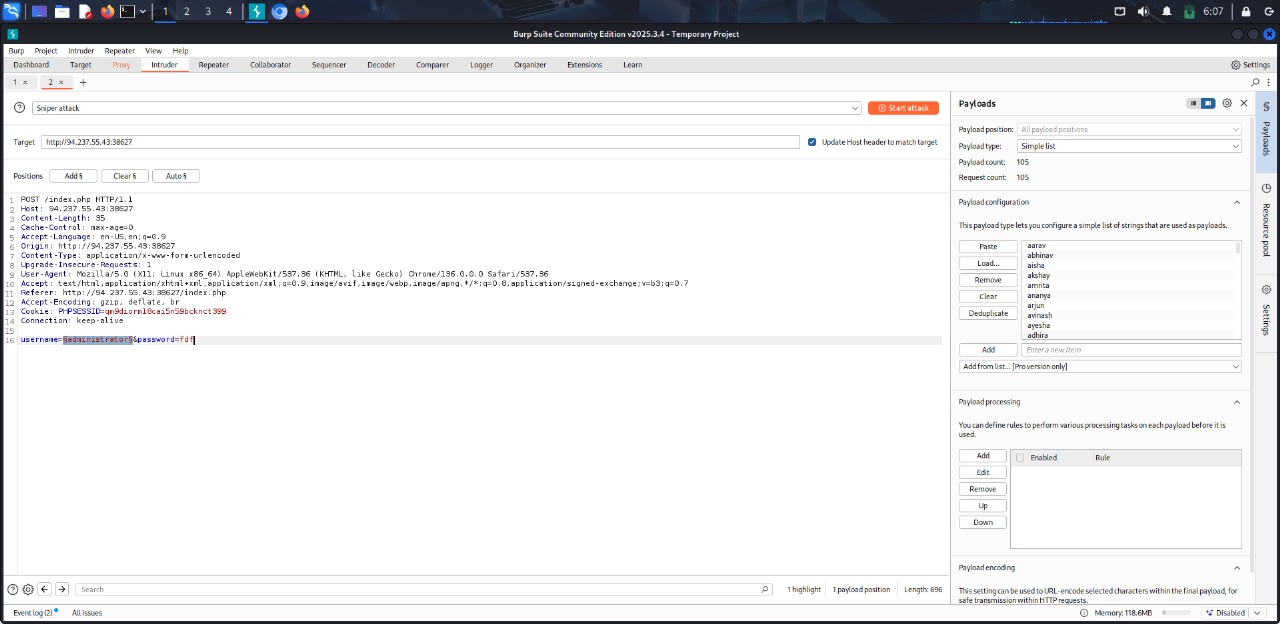 1 2 3 4 6:07
Burp Suite Community Edition v2025.3.4 - Temporary Project
Burp Project Intruder Repeater View Help
Dashboard Target Proxy Intruder Repeater Collaborator Sequencer Decoder Comparer Logger Organizer Extensions Learn Settings
1 × 2 × +
Sniper attack
Start attack
Target http://94.237.55.43:38627
Update Host header to match target
Positions Add § Clear § Auto §
1 POST /index.php HTTP/1.1
2 Host: 94.237.55.43:38627
3 Content-Length: 35
4 Cache-Control: max-age=0
5 Accept-Language: en-US,en;q=0.9
6 Origin: http://94.237.55.43:38627
7 Content-Type: application/x-www-form-urlencoded
8 Upgrade-Insecure-Requests: 1
9 User-Agent: Mozilla/5.0 (X11; Linux x86_64) AppleWebKit/537.36 (KHTML, like Gecko) Chrome/136.0.0.0 Safari/537.36
10 Accept: text/html,application/xhtml+xml,application/xml;q=0.9,image/avif,image/webp,image/apng,*/*;q=0.8,application/signed-exchange;v=b3;q=0.7
11 Referer: http://94.237.55.43:38627/index.php
12 Accept-Encoding: gzip, deflate, br
13 Cookie: PHPSESSID=qm9diorml8cai5n59bcknct399
14 Connection: keep-alive
15
16 username=§administrator§&password=fdf
Search
1 highlight 1 payload position Length: 696
Payloads
Payload position: All payload positions
Payload type: Simple list
Payload count: 105
Request count: 105
Payload configuration
This payload type lets you configure a simple list of strings that are used as payloads.
Paste
Load...
Remove
Clear
Deduplicate
aarav
abhinav
aisha
akshay
amrita
ananya
arjun
avinash
ayesha
adhira
Add Enter a new item
Add from list... [Pro version only]
Payload processing
You can define rules to perform various processing tasks on each payload before it is
used.
Add
Edit
Remove
Up
Down
Enabled Rule
Payload encoding
This setting can be used to URL-encode selected characters within the final payload, for
safe transmission within HTTP requests.
Payloads
Resource pool
Settings
Event log (2) All issues
Memory: 118.6MB Disabled